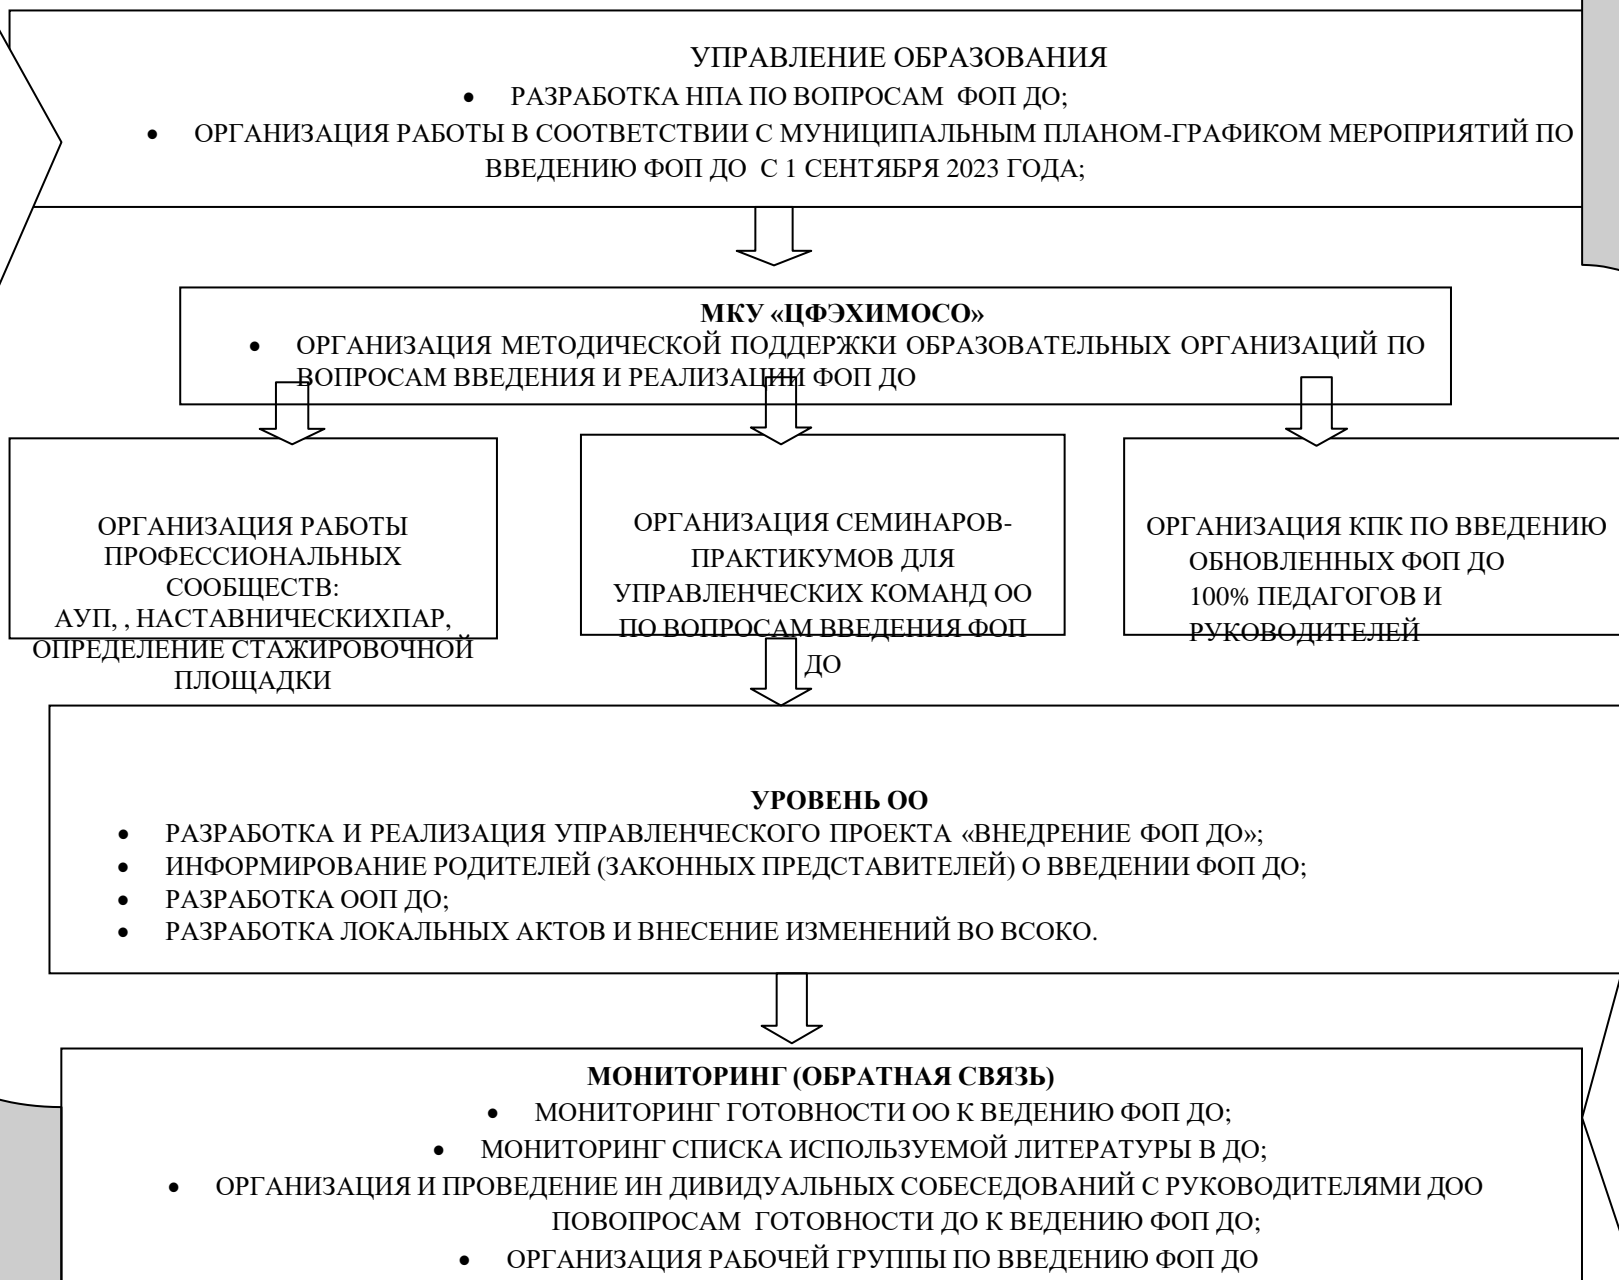 УПРАВЛЕНИЕ ОБРАЗОВАНИЯ
• РАЗРАБОТКА НПА ПО ВОПРОСАМ ФОП ДО;
• ОРГАНИЗАЦИЯ РАБОТЫ В СООТВЕТСТВИИ С МУНИЦИПАЛЬНЫМ ПЛАНОМ-ГРАФИКОМ МЕРОПРИЯТИЙ ПО
ВВЕДЕНИЮ ФОП ДО С 1 СЕНТЯБРЯ 2023 ГОДА;
МКУ «ЦФЭХИМОСО»
• ОРГАНИЗАЦИЯ МЕТОДИЧЕСКОЙ ПОДДЕРЖКИ ОБРАЗОВАТЕЛЬНЫХ ОРГАНИЗАЦИЙ ПО
ВОПРОСАМ ВВЕДЕНИЯ И РЕАЛИЗАЦИИ ФОП ДО
ОРГАНИЗАЦИЯ РАБОТЫ
ПРОФЕССИОНАЛЬНЫХ
СООБЩЕСТВ:
АУП, , НАСТАВНИЧЕСКИХПАР,
ОПРЕДЕЛЕНИЕ СТАЖИРОВОЧНОЙ
ПЛОЩАДКИ
ОРГАНИЗАЦИЯ СЕМИНАРОВ-
ПРАКТИКУМОВ ДЛЯ
УПРАВЛЕНЧЕСКИХ КОМАНД ОО
ПО ВОПРОСАМ ВВЕДЕНИЯ ФОП
ДО
ОРГАНИЗАЦИЯ КПК ПО ВВЕДЕНИЮ
ОБНОВЛЕННЫХ ФОП ДО
100% ПЕДАГОГОВ И
РУКОВОДИТЕЛЕЙ
УРОВЕНЬ ОО
• РАЗРАБОТКА И РЕАЛИЗАЦИЯ УПРАВЛЕНЧЕСКОГО ПРОЕКТА «ВНЕДРЕНИЕ ФОП ДО»;
• ИНФОРМИРОВАНИЕ РОДИТЕЛЕЙ (ЗАКОННЫХ ПРЕДСТАВИТЕЛЕЙ) О ВВЕДЕНИИ ФОП ДО;
• РАЗРАБОТКА ООП ДО;
• РАЗРАБОТКА ЛОКАЛЬНЫХ АКТОВ И ВНЕСЕНИЕ ИЗМЕНЕНИЙ ВО ВСОКО.
МОНИТОРИНГ (ОБРАТНАЯ СВЯЗЬ)
• МОНИТОРИНГ ГОТОВНОСТИ ОО К ВЕДЕНИЮ ФОП ДО;
• МОНИТОРИНГ СПИСКА ИСПОЛЬЗУЕМОЙ ЛИТЕРАТУРЫ В ДО;
• ОРГАНИЗАЦИЯ И ПРОВЕДЕНИЕ ИН ДИВИДУАЛЬНЫХ СОБЕСЕДОВАНИЙ С РУКОВОДИТЕЛЯМИ ДОО
ПОВОПРОСАМ ГОТОВНОСТИ ДО К ВЕДЕНИЮ ФОП ДО;
• ОРГАНИЗАЦИЯ РАБОЧЕЙ ГРУППЫ ПО ВВЕДЕНИЮ ФОП ДО